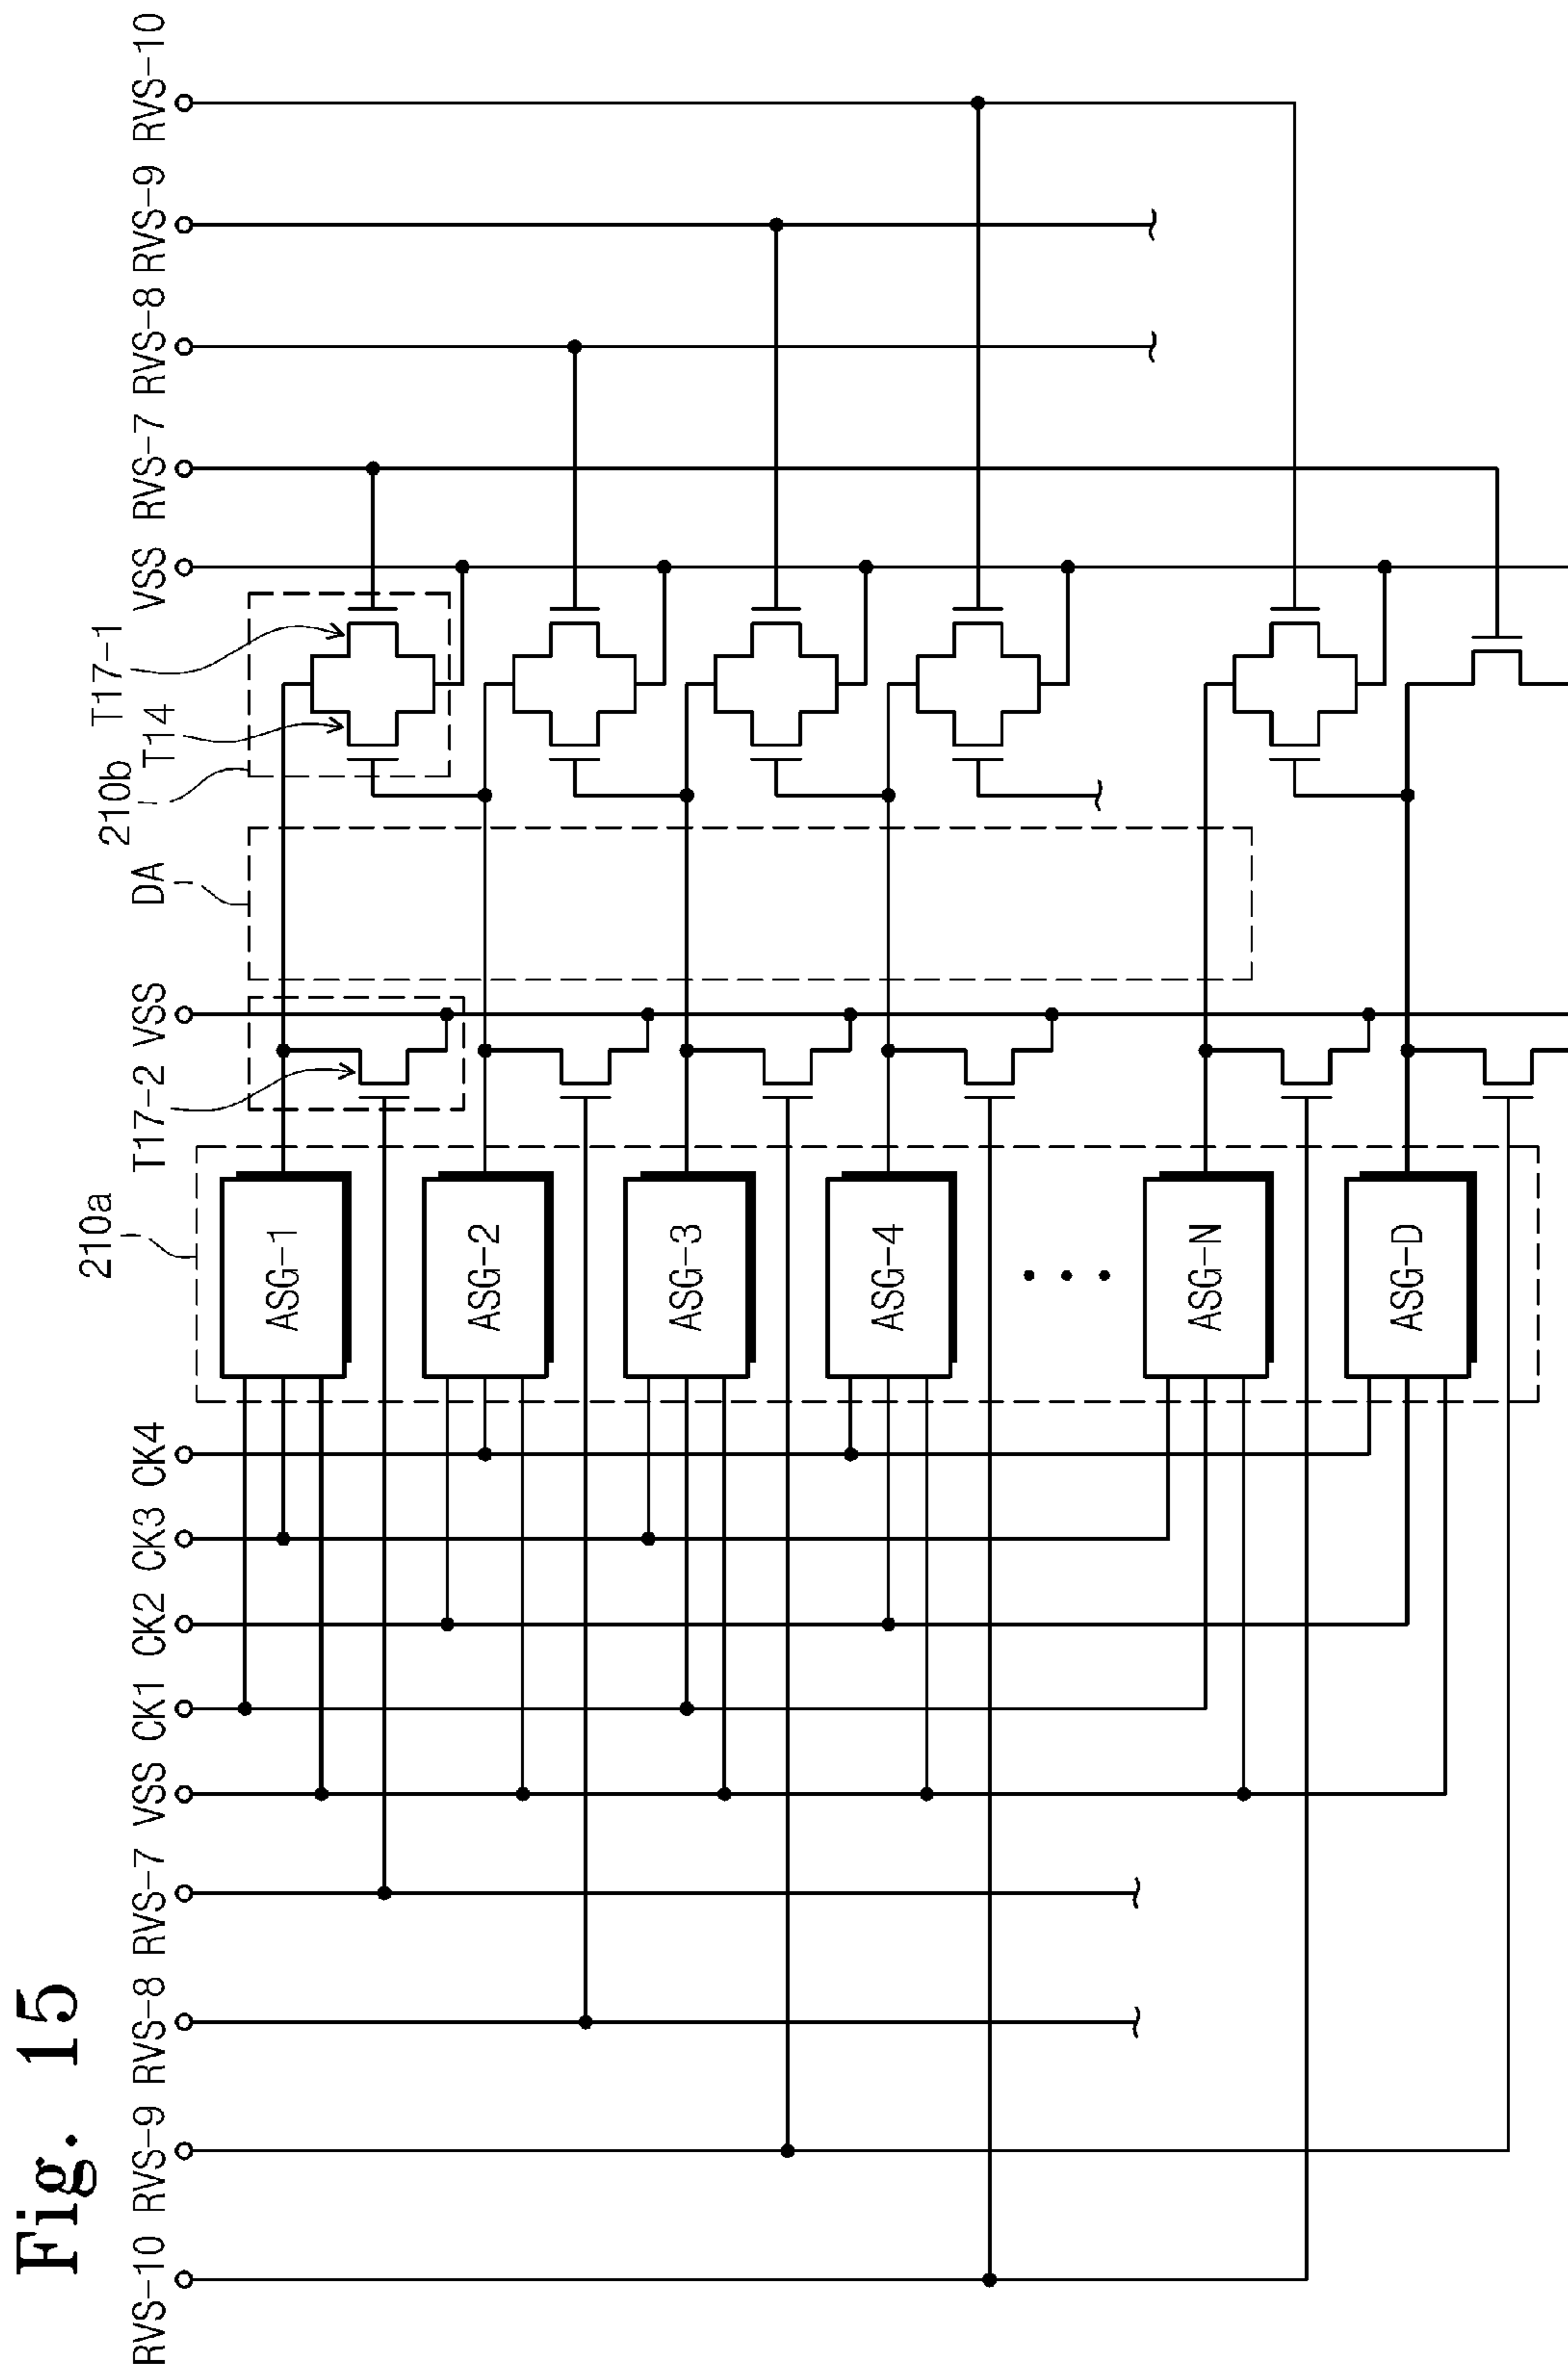 Fig. 15
RVS-10 RVS-9 RVS-8 RVS-7 VSS CK1 CK2 CK3 CK4 T17-2 VSS DA T14 VSS RVS-7 RVS-8 RVS-9 RVS-10
210a
210b
T17-1
ASG-1
ASG-2
ASG-3
ASG-4
ASG-N
ASG-D